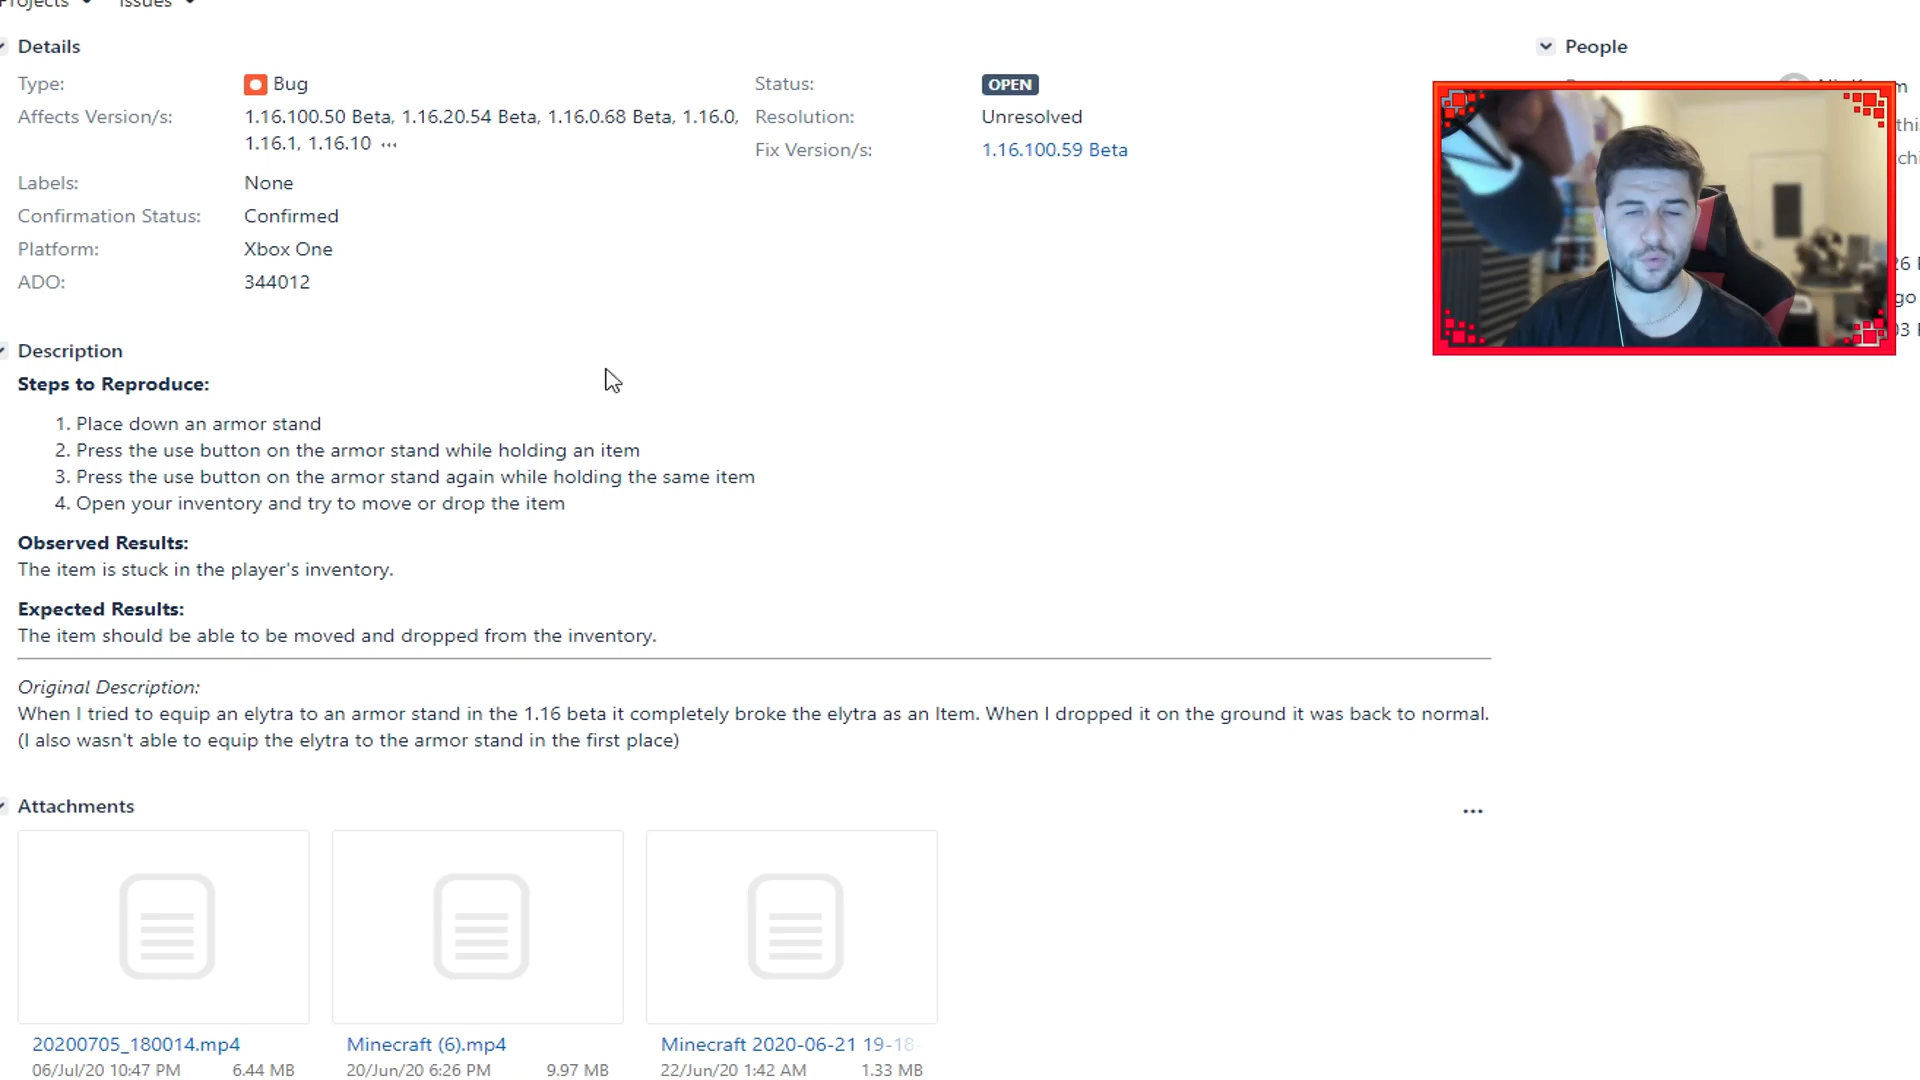 Projects Issues
Details
People
Type: Bug Status: OPEN
Affects Version/s: 1.16.100.50 Beta, 1.16.20.54 Beta, 1.16.0.68 Beta, 1.16.0, Resolution: Unresolved
1.16.1, 1.16.10 ... Fix Version/s: 1.16.100.59 Beta
Labels: None
Confirmation Status: Confirmed
Platform: Xbox One
ADO: 344012
Description
Steps to Reproduce:
1. Place down an armor stand
2. Press the use button on the armor stand while holding an item
3. Press the use button on the armor stand again while holding the same item
4. Open your inventory and try to move or drop the item
Observed Results:
The item is stuck in the player's inventory.
Expected Results:
The item should be able to be moved and dropped from the inventory.
Original Description:
When I tried to equip an elytra to an armor stand in the 1.16 beta it completely broke the elytra as an Item. When I dropped it on the ground it was back to normal.
(I also wasn't able to equip the elytra to the armor stand in the first place)
Attachments ...
20200705_180014.mp4 Minecraft (6).mp4 Minecraft 2020-06-21 19-18-
06/Jul/20 10:47 PM 6.44 MB 20/Jun/20 6:26 PM 9.97 MB 22/Jun/20 1:42 AM 1.33 MB